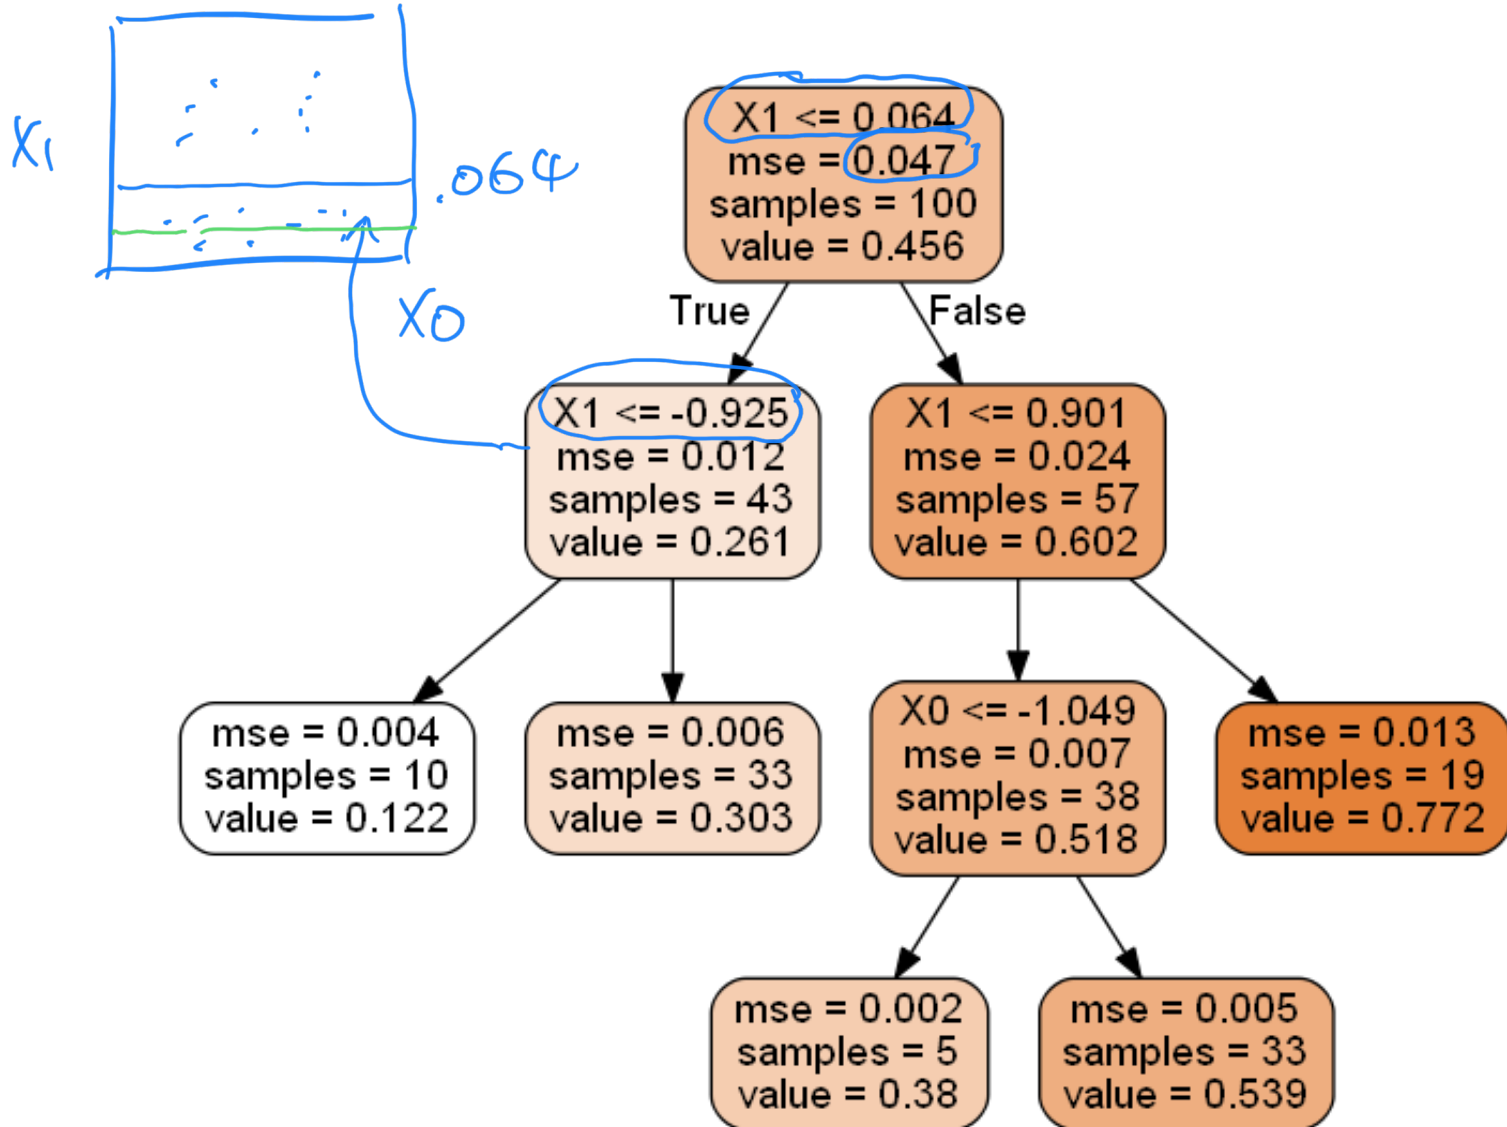 X1
.064
X0
X1 <= 0.064
mse = 0.047
samples = 100
value = 0.456
True
False
X1 <= -0.925
mse = 0.012
samples = 43
value = 0.261
X1 <= 0.901
mse = 0.024
samples = 57
value = 0.602
mse = 0.004
samples = 10
value = 0.122
mse = 0.006
samples = 33
value = 0.303
X0 <= -1.049
mse = 0.007
samples = 38
value = 0.518
mse = 0.013
samples = 19
value = 0.772
mse = 0.002
samples = 5
value = 0.38
mse = 0.005
samples = 33
value = 0.539